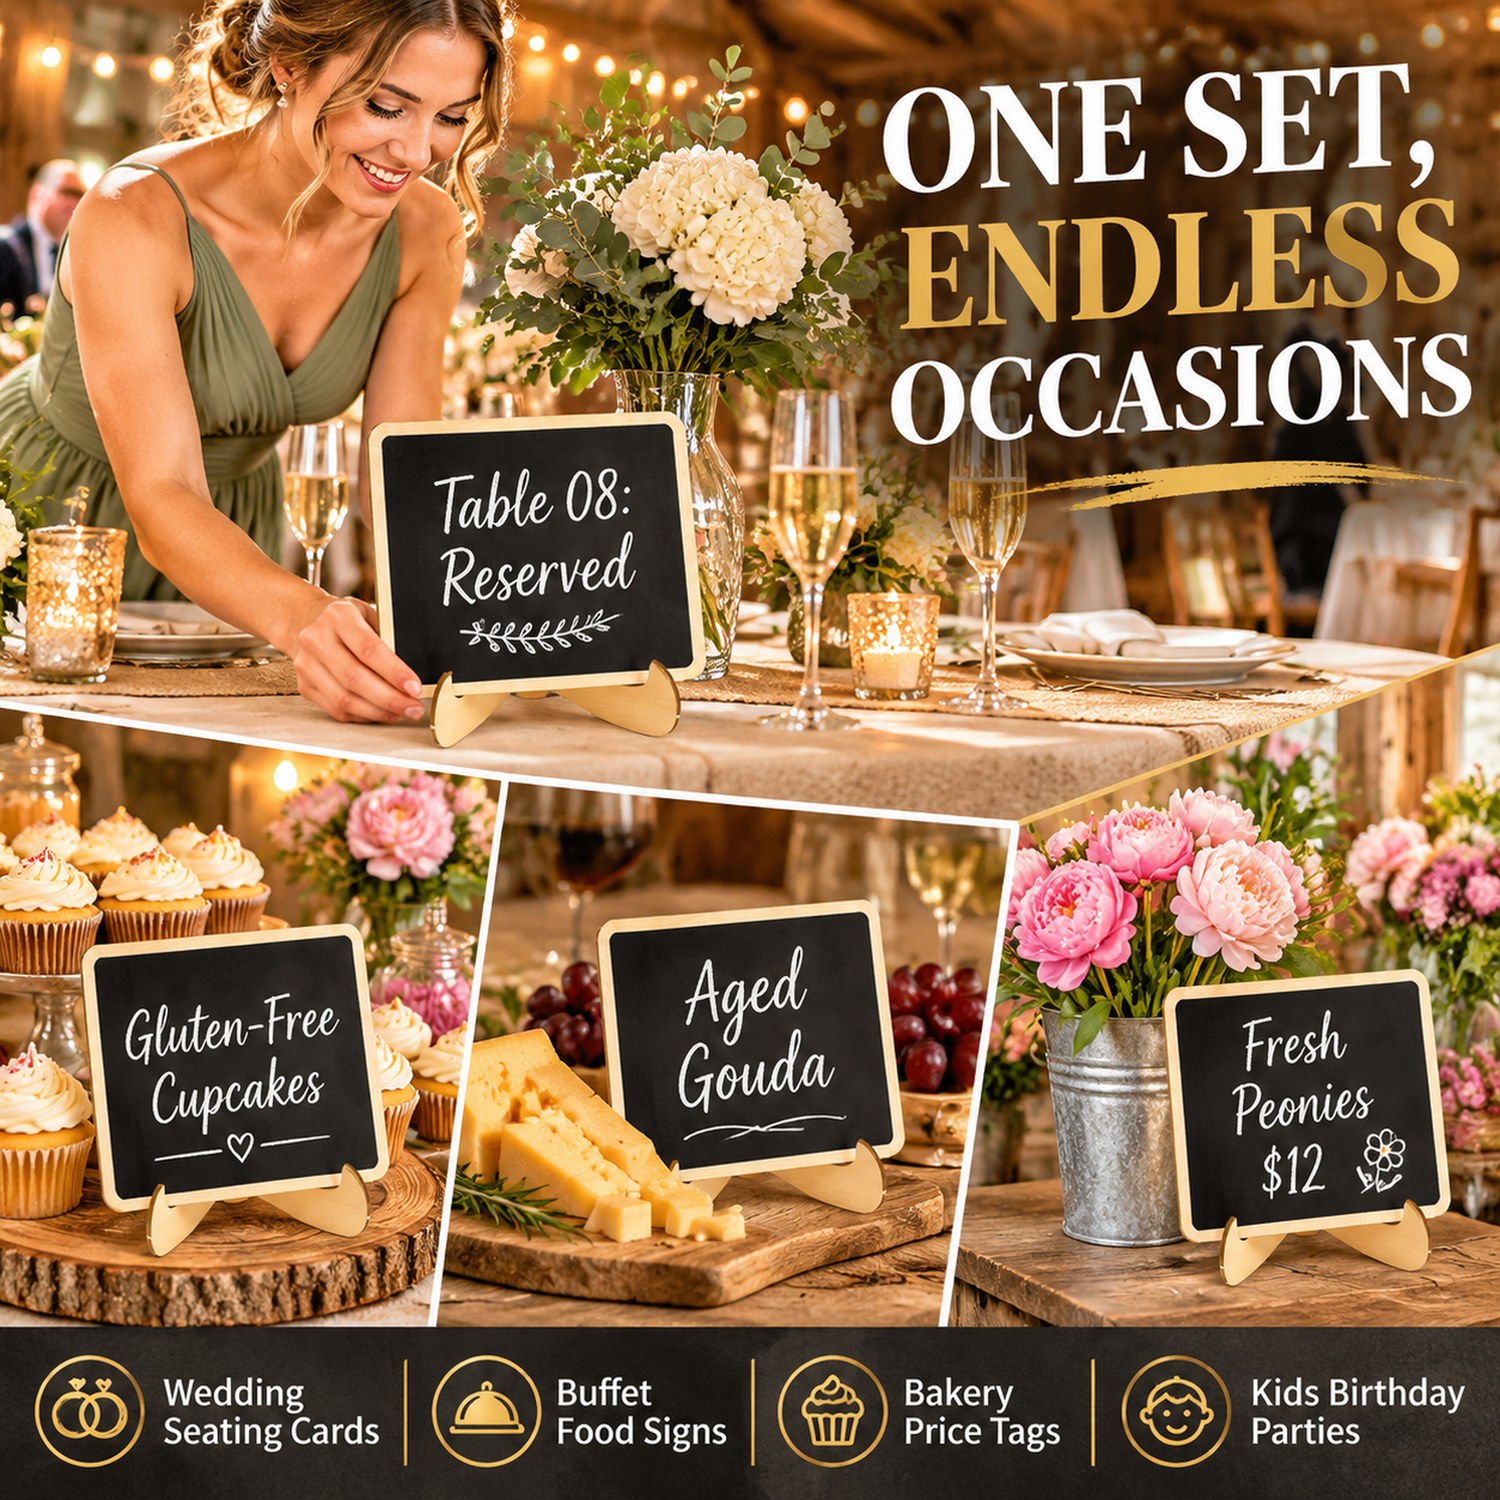 ONE SET,
ENDLESS
OCCASIONS
Table 08:
Reserved
Gluten-Free
Cupcakes
Aged
Gouda
Fresh
Peonies
$12
Wedding
Seating Cards
Buffet
Food Signs
Bakery
Price Tags
Kids Birthday
Parties